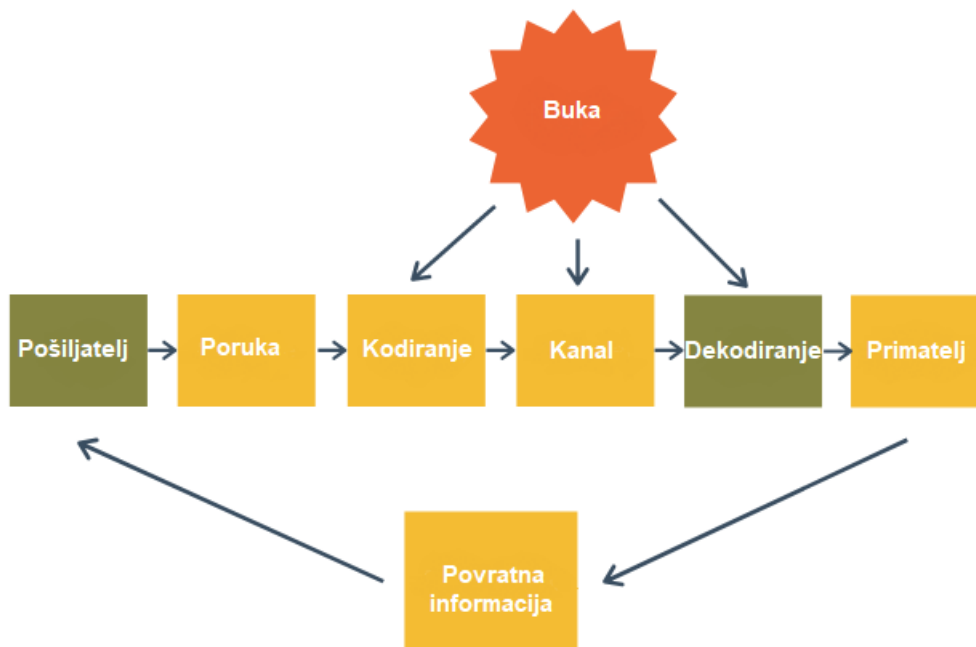 Buka
Pošiljatelj
Poruka
Kodiranje
Kanal
Dekodiranje
Primatelj
Povratna
informacija